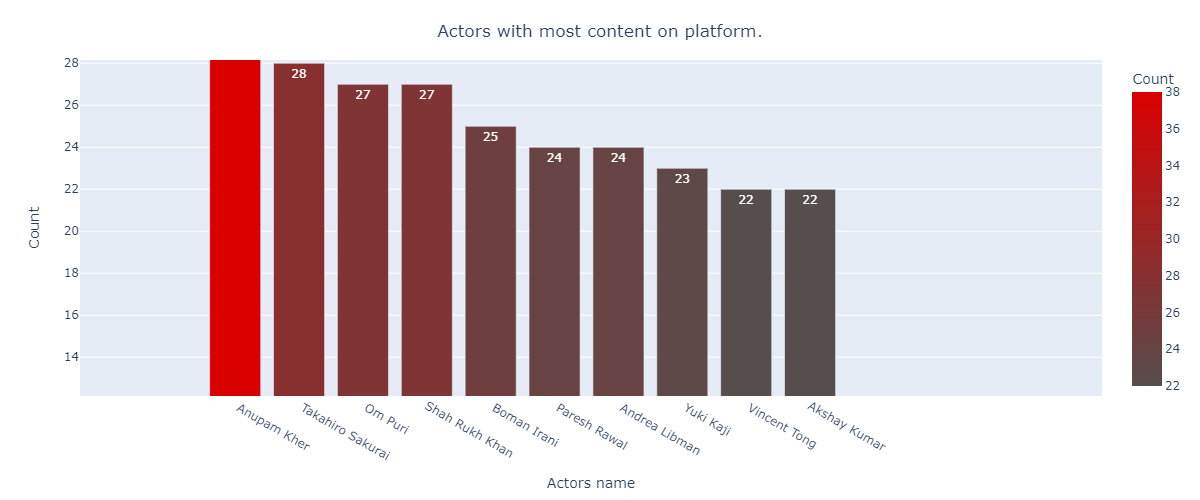 Actors with most content on platform.
Count
28
26
24
22
20
18
16
14
28
27
27
25
24
24
23
22
22
Anupam Kher
Takahiro Sakurai
Om Puri
Shah Rukh Khan
Boman Irani
Paresh Rawal
Andrea Libman
Yuki Kaji
Vincent Tong
Akshay Kumar
Actors name
Count
38
36
34
32
30
28
26
24
22